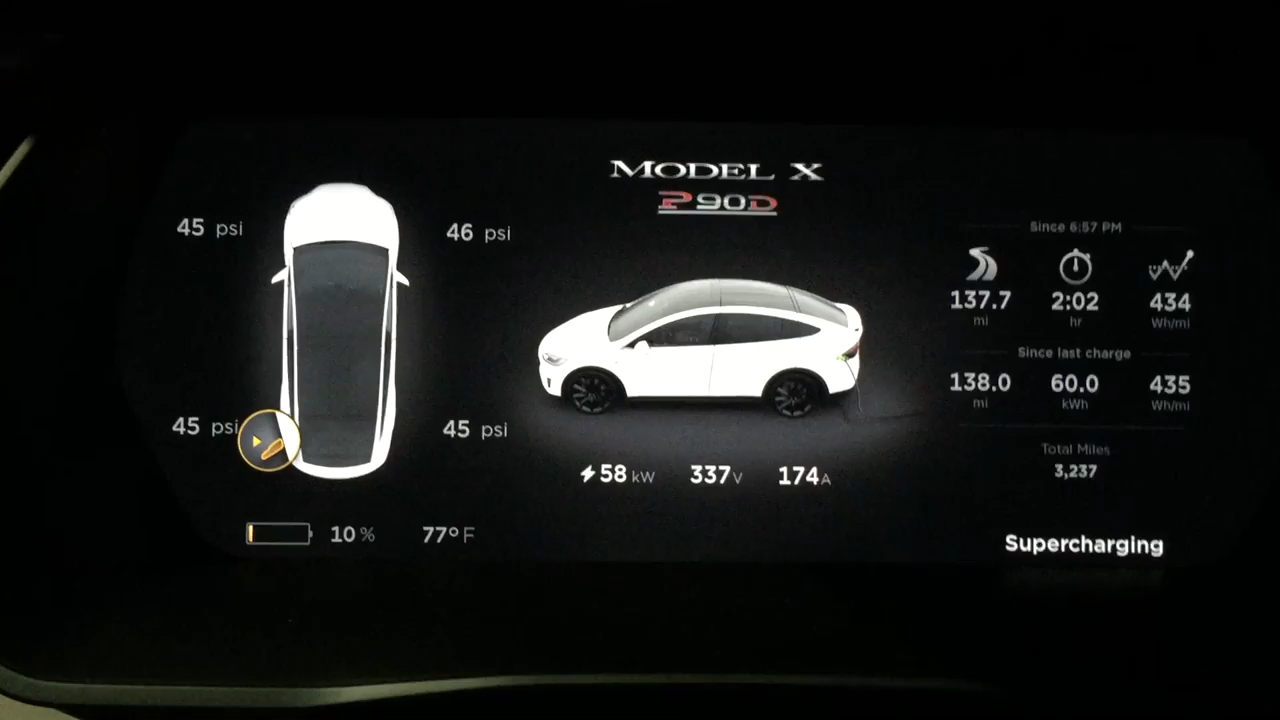 MODEL X
P90D
45 psi
46 psi
45 psi
45 psi
10 %
77°F
58 kW
337 V
174 A
Since 6:57 PM
137.7 2:02 434
mi hr Wh/mi
Since last charge
138.0 60.0 435
mi kWh Wh/mi
Total Miles
3,237
Supercharging